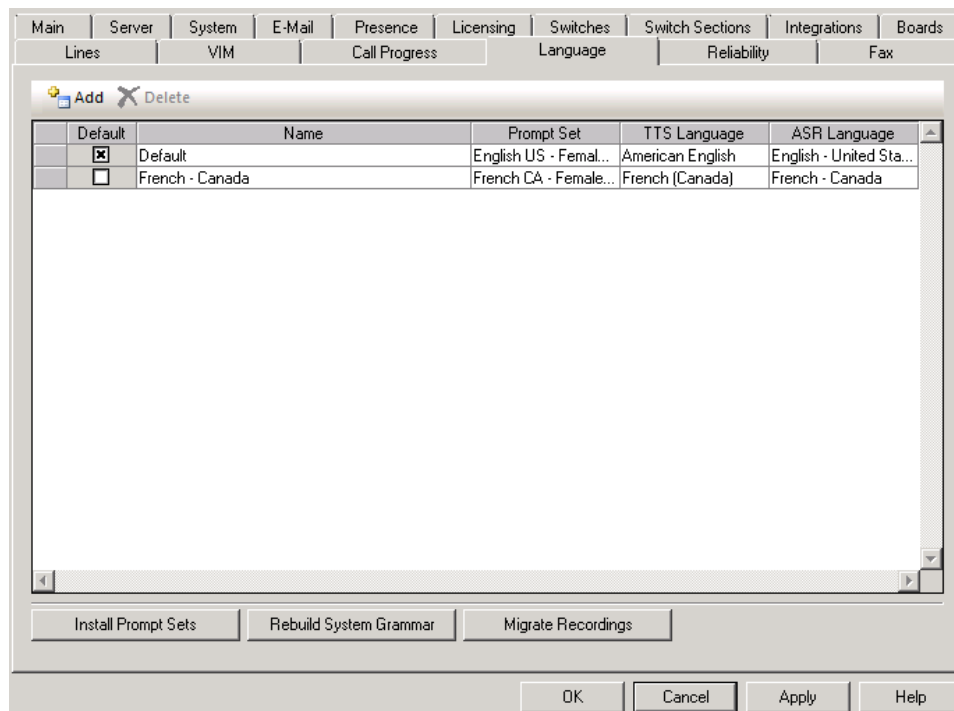 Main Server System E-Mail Presence Licensing Switches Switch Sections Integrations Boards
Lines VIM Call Progress Language Reliability Fax
Add Delete
Default Name Prompt Set TTS Language ASR Language
Default English US - Femal... American English English - United Sta...
French - Canada French CA - Female... French (Canada) French - Canada
Install Prompt Sets Rebuild System Grammar Migrate Recordings
OK Cancel Apply Help